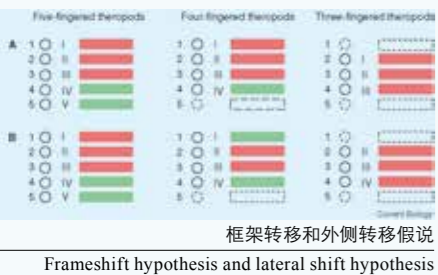 Five-fingered theropods Four-fingered theropods Three-fingered theropods
A 1 I 1 I 1
2 II 2 II 2 I
3 III 3 III 3 II
4 IV 4 IV 4 III
5 V 5 5
B 1 I 1 I 1
2 II 2 II 2 II
3 III 3 III 3 III
4 IV 4 IV 4 IV
5 V 5 5
Current Biology
框架转移和外侧转移假说
Frameshift hypothesis and lateral shift hypothesis